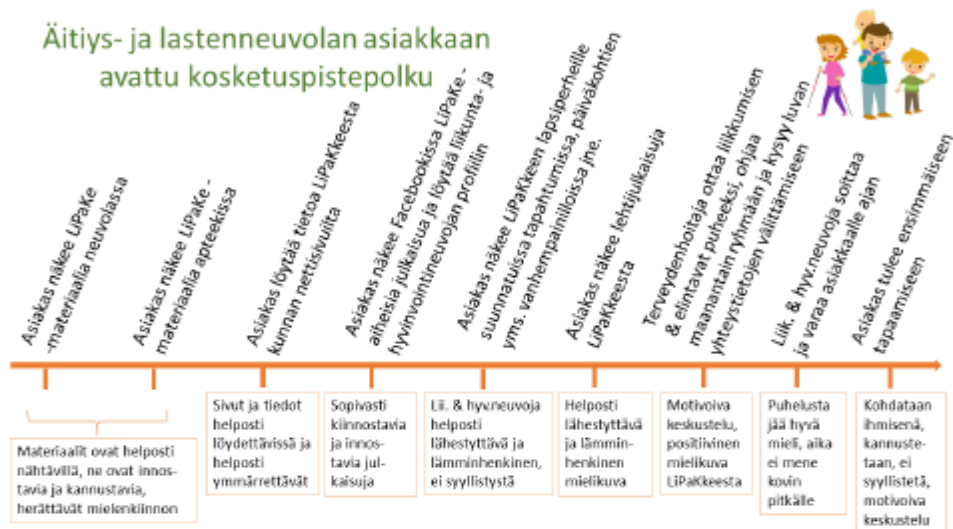 Äitiys- ja lastenneuvolan asiakkaan
avattu kosketuspistepolku
Asiakas näkee LiPaKe
-materiaalia neuvolassa
Asiakas näkee LiPaKe -
materiaalia apteekissa
Asiakas löytää tietoa LiPaKkeesta
kunnan nettisivuilta
Asiakas näkee Facebookissa LiPaKe -
aiheisia julkaisua ja löytää liikunta- ja
hyvinvointineuvojan profiilin
Asiakas näkee LiPaKkeen lapsiperheille
suunnatuissa tapahtumissa, päiväkohtien
yms. vanhempainilloissa jne.
Asiakas näkee lehtijulkaisuja
LiPaKkeesta
Terveydenhoitaja ottaa liikkumisen
& elintavat puheeksi, ohjaa
maanantain ryhmään ja kysyy luvan
yhteystietojen välittämiseen
Liik. & hyv.neuvoja soittaa
ja varaa asiakkaalle ajan
Asiakas tulee ensimmäiseen
tapaamiseen
Materiaalit ovat helposti
nähtävillä, ne ovat innos-
tavia ja kannustavia,
herättävät mielenkiinnon
Sivut ja tiedot
helposti
löydettävissä ja
helposti
ymmärrettävät
Sopivasti
kiinnostavia
ja innos-
tavia jul-
kaisuja
Lii. & hyv.neuvoja
helposti
lähestyttävä ja
lämminhenkinen,
ei syyllistystä
Helposti
lähestyttävä
ja lämmin-
henkinen
mielikuva
Motivoiva
keskustelu,
positiivinen
mielikuva
LiPaKkeesta
Puhelusta
jää hyvä
mieli, aika
ei mene
kovin
pitkälle
Kohdataan
ihmisenä,
kannuste-
taan, ei
syyllistetä,
motivoiva
keskustelu